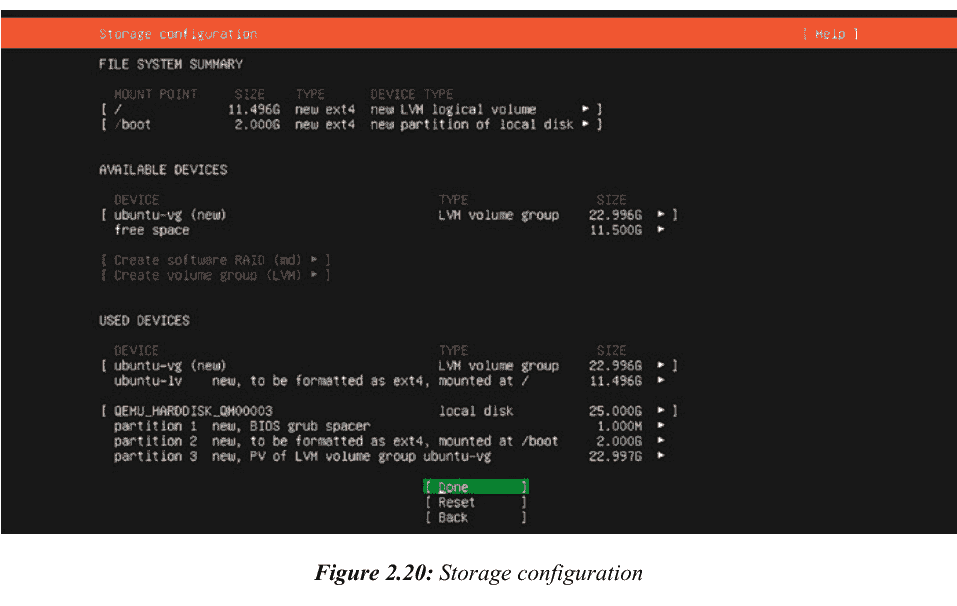 Storage configuration [ Help ]
FILE SYSTEM SUMMARY
MOUNT POINT SIZE TYPE DEVICE TYPE
[ / 11.496G new ext4 new LVM logical volume ▸ ]
[ /boot 2.000G new ext4 new partition of local disk ▸ ]
AVAILABLE DEVICES
DEVICE TYPE SIZE
[ ubuntu-vg (new) LVM volume group 22.996G ▸ ]
free space 11.500G ▸
[ Create software RAID (md) ▸ ]
[ Create volume group (LVM) ▸ ]
USED DEVICES
DEVICE TYPE SIZE
[ ubuntu-vg (new) LVM volume group 22.996G ▸ ]
ubuntu-lv new, to be formatted as ext4, mounted at / 11.496G ▸
[ QEMU_HARDDISK_QM00003 local disk 25.000G ▸ ]
partition 1 new, BIOS grub spacer 1.000M ▸
partition 2 new, to be formatted as ext4, mounted at /boot 2.000G ▸
partition 3 new, PV of LVM volume group ubuntu-vg 22.997G ▸
[ Done ]
[ Reset ]
[ Back ]
Figure 2.20: Storage configuration